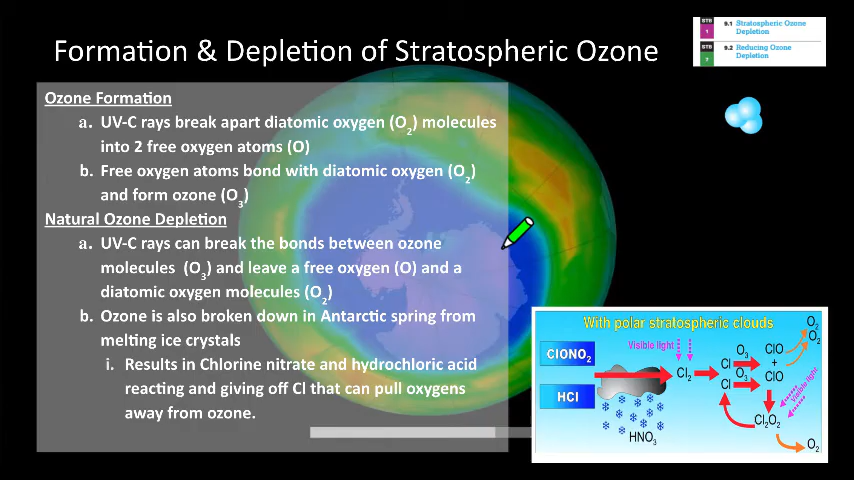 Formation & Depletion of Stratospheric Ozone
STB
1
9.1 Stratospheric Ozone
Depletion
STB
7
9.2 Reducing Ozone
Depletion
Ozone Formation
a. UV-C rays break apart diatomic oxygen (O₂) molecules
into 2 free oxygen atoms (O)
b. Free oxygen atoms bond with diatomic oxygen (O₂)
and form ozone (O₃)
Natural Ozone Depletion
a. UV-C rays can break the bonds between ozone
molecules (O₃) and leave a free oxygen (O) and a
diatomic oxygen molecules (O₂)
b. Ozone is also broken down in Antarctic spring from
melting ice crystals
i. Results in Chlorine nitrate and hydrochloric acid
reacting and giving off Cl that can pull oxygens
away from ozone.
With polar stratospheric clouds
ClONO₂
HCl
Visible light
HNO₃
Cl₂
Cl
Cl
O₃
O₃
ClO
+
ClO
O₂
O₂
Visible light
Cl₂O₂
O₂